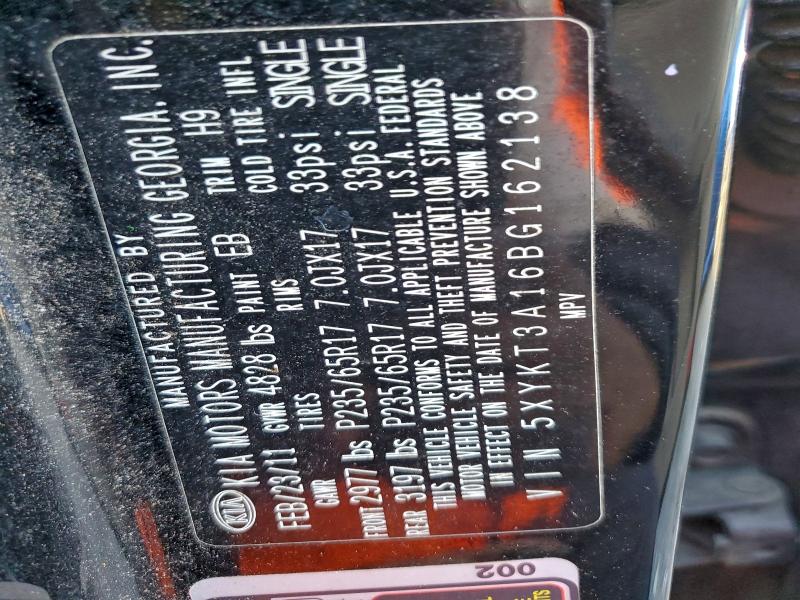 MANUFACTURED BY
KIA KIA MOTORS MANUFACTURING GEORGIA, INC.
FEB/23/11 GVWR 4828 lbs PAINT EB TRIM H9
GAWR TIRES RIMS COLD TIRE INFL
FRONT 2977 lbs P235/65R17 7.0JX17 33psi SINGLE
REAR 3197 lbs P235/65R17 7.0JX17 33psi SINGLE
THIS VEHICLE CONFORMS TO ALL APPLICABLE U.S.A. FEDERAL
MOTOR VEHICLE SAFETY AND THEFT PREVENTION STANDARDS
IN EFFECT ON THE DATE OF MANUFACTURE SHOWN ABOVE.
VIN 5XYKT3A16BG162138
MPV
002